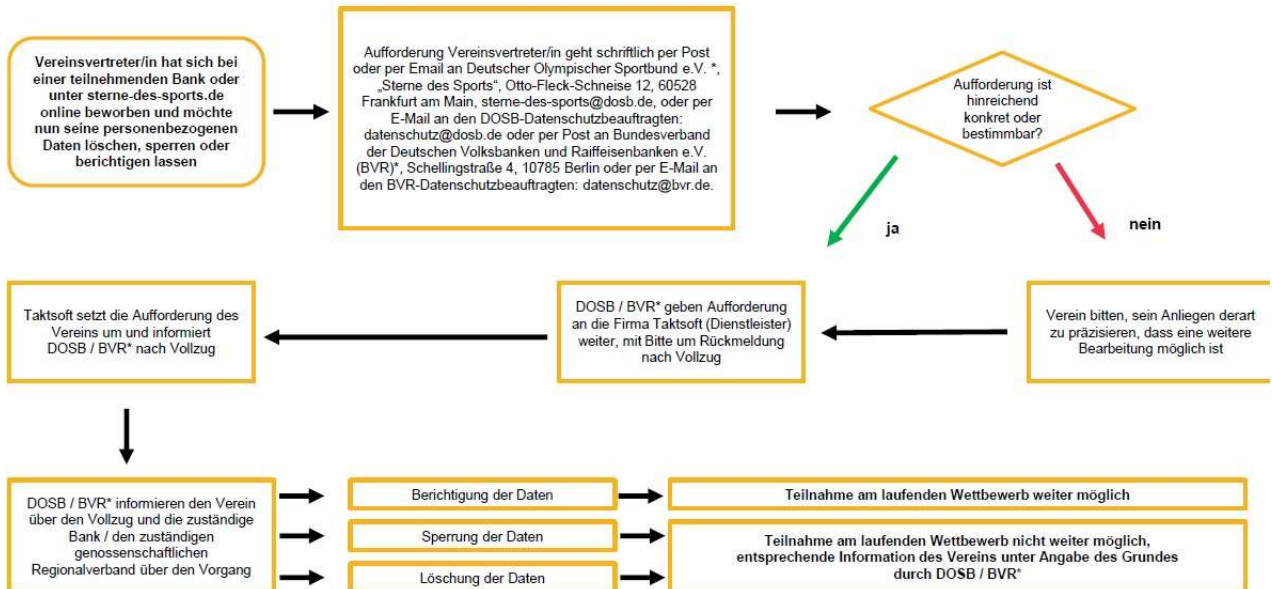 Vereinsvertreter/in hat sich bei
einer teilnehmenden Bank oder
unter sterne-des-sports.de
online beworben und möchte
nun seine personenbezogenen
Daten löschen, sperren oder
berichtigen lassen
Aufforderung Vereinsvertreter/in geht schriftlich per Post
oder per Email an Deutscher Olympischer Sportbund e.V. *,
„Sterne des Sports“, Otto-Fleck-Schneise 12, 60528
Frankfurt am Main, sterne-des-sports@dosb.de, oder per
E-Mail an den DOSB-Datenschutzbeauftragten:
datenschutz@dosb.de oder per Post an Bundesverband
der Deutschen Volksbanken und Raiffeisenbanken e.V.
(BVR)*, Schellingstraße 4, 10785 Berlin oder per E-Mail an
den BVR-Datenschutzbeauftragten: datenschutz@bvr.de.
Aufforderung ist
hinreichend
konkret oder
bestimmbar?
ja
nein
Taktsoft setzt die Aufforderung des
Vereins um und informiert
DOSB / BVR* nach Vollzug
DOSB / BVR* geben Aufforderung
an die Firma Taktsoft (Dienstleister)
weiter, mit Bitte um Rückmeldung
nach Vollzug
Verein bitten, sein Anliegen derart
zu präzisieren, dass eine weitere
Bearbeitung möglich ist
DOSB / BVR* informieren den Verein
über den Vollzug und die zuständige
Bank / den zuständigen
genossenschaftlichen
Regionalverband über den Vorgang
Berichtigung der Daten
Teilnahme am laufenden Wettbewerb weiter möglich
Sperrung der Daten
Löschung der Daten
Teilnahme am laufenden Wettbewerb nicht weiter möglich,
entsprechende Information des Vereins unter Angabe des Grundes
durch DOSB / BVR*